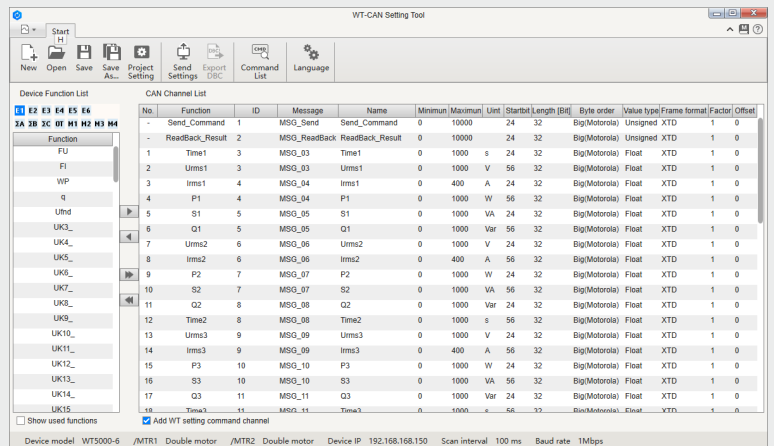 WT-CAN Setting Tool
Start
H
New Open Save Save As... Project Setting Send Settings Export DBC Command List Language
DBC
CMD
Device Function List
E1 E2 E3 E4 E5 E6
ΣA ΣB ΣC OT M1 M2 M3 M4
Function
FU
FI
WP
q
Ufnd
UK3_
UK4_
UK5_
UK6_
UK7_
UK8_
UK9_
UK10_
UK11_
UK12_
UK13_
UK14_
UK15
Show used functions
CAN Channel List
No. Function ID Message Name Minimun Maximun Uint Startbit Length [Bit] Byte order Value type Frame format Factor Offset
- Send_Command 1 MSG_Send Send_Command 0 10000 24 32 Big(Motorola) Unsigned XTD 1 0
- ReadBack_Result 2 MSG_ReadBack ReadBack_Result 0 10000 24 32 Big(Motorola) Unsigned XTD 1 0
1 Time1 3 MSG_03 Time1 0 1000 s 24 32 Big(Motorola) Float XTD 1 0
2 Urms1 3 MSG_03 Urms1 0 1000 V 56 32 Big(Motorola) Float XTD 1 0
3 Irms1 4 MSG_04 Irms1 0 400 A 24 32 Big(Motorola) Float XTD 1 0
4 P1 4 MSG_04 P1 0 1000 W 56 32 Big(Motorola) Float XTD 1 0
5 S1 5 MSG_05 S1 0 1000 VA 24 32 Big(Motorola) Float XTD 1 0
6 Q1 5 MSG_05 Q1 0 1000 Var 56 32 Big(Motorola) Float XTD 1 0
7 Urms2 6 MSG_06 Urms2 0 1000 V 24 32 Big(Motorola) Float XTD 1 0
8 Irms2 6 MSG_06 Irms2 0 400 A 56 32 Big(Motorola) Float XTD 1 0
9 P2 7 MSG_07 P2 0 1000 W 24 32 Big(Motorola) Float XTD 1 0
10 S2 7 MSG_07 S2 0 1000 VA 56 32 Big(Motorola) Float XTD 1 0
11 Q2 8 MSG_08 Q2 0 1000 Var 24 32 Big(Motorola) Float XTD 1 0
12 Time2 8 MSG_08 Time2 0 1000 s 56 32 Big(Motorola) Float XTD 1 0
13 Urms3 9 MSG_09 Urms3 0 1000 V 24 32 Big(Motorola) Float XTD 1 0
14 Irms3 9 MSG_09 Irms3 0 400 A 56 32 Big(Motorola) Float XTD 1 0
15 P3 10 MSG_10 P3 0 1000 W 24 32 Big(Motorola) Float XTD 1 0
16 S3 10 MSG_10 S3 0 1000 VA 56 32 Big(Motorola) Float XTD 1 0
17 Q3 11 MSG_11 Q3 0 1000 Var 24 32 Big(Motorola) Float XTD 1 0
18 Time3 11 MSG_11 Time3 0 1000 s 56 32 Big(Motorola) Float XTD 1 0
Add WT setting command channel
Device model WT5000-6 /MTR1 Double motor /MTR2 Double motor Device IP 192.168.168.150 Scan interval 100 ms Baud rate 1Mbps